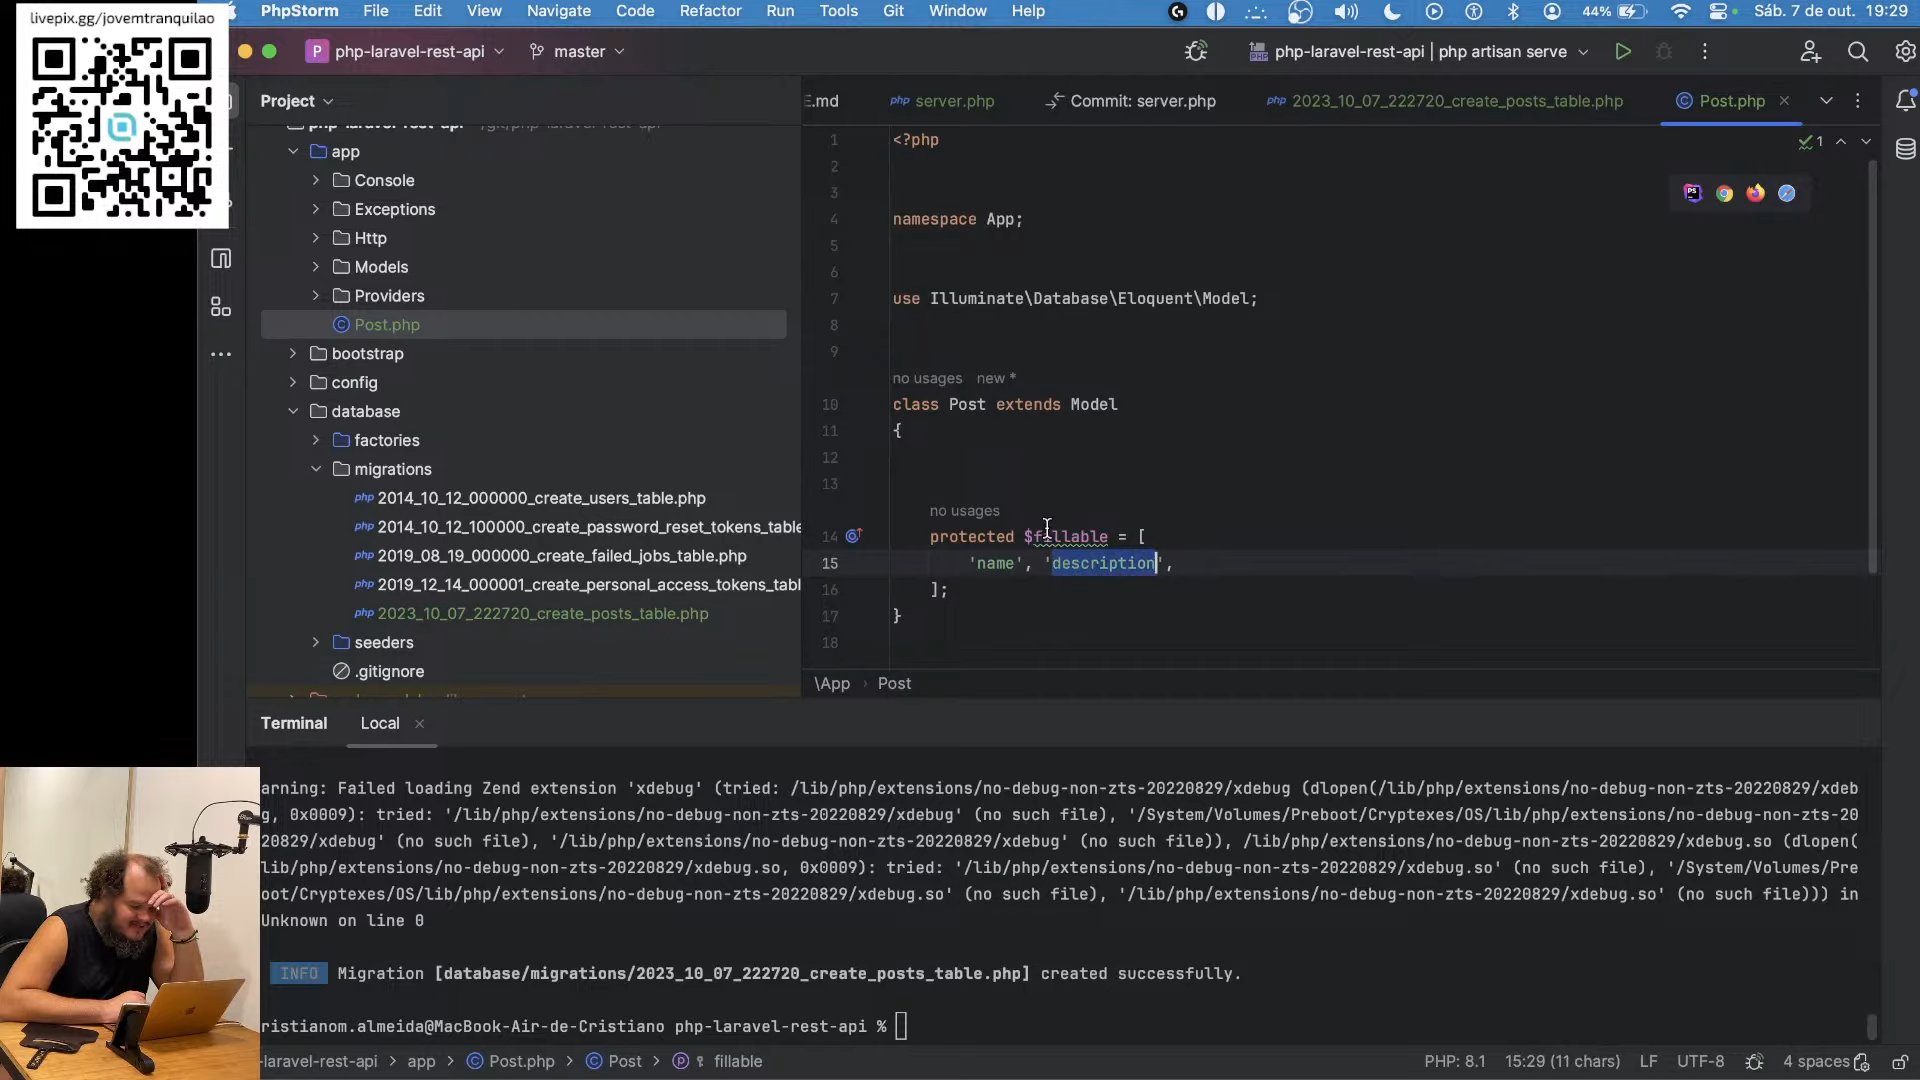 livepix.gg/jovemtranquilao
PhpStorm File Edit View Navigate Code Refactor Run Tools Git Window Help
44% Sáb. 7 de out. 19:29
P php-laravel-rest-api master
php-laravel-rest-api | php artisan serve
Project
E.md server.php Commit: server.php 2023_10_07_222720_create_posts_table.php Post.php
app
Console
Exceptions
Http
Models
Providers
Post.php
bootstrap
config
database
factories
migrations
php 2014_10_12_000000_create_users_table.php
php 2014_10_12_100000_create_password_reset_tokens_table
php 2019_08_19_000000_create_failed_jobs_table.php
php 2019_12_14_000001_create_personal_access_tokens_tabl
php 2023_10_07_222720_create_posts_table.php
seeders
.gitignore
1 <?php
1
2
3
4 namespace App;
5
6
7 use Illuminate\Database\Eloquent\Model;
8
9
no usages new *
10 class Post extends Model
11 {
12
13
no usages
14 protected $fillable = [
15 'name', 'description',
16 ];
17 }
18
\App › Post
Terminal Local
arning: Failed loading Zend extension 'xdebug' (tried: /lib/php/extensions/no-debug-non-zts-20220829/xdebug (dlopen(/lib/php/extensions/no-debug-non-zts-20220829/xdeb
g, 0x0009): tried: '/lib/php/extensions/no-debug-non-zts-20220829/xdebug' (no such file), '/System/Volumes/Preboot/Cryptexes/OS/lib/php/extensions/no-debug-non-zts-20
20829/xdebug' (no such file), '/lib/php/extensions/no-debug-non-zts-20220829/xdebug' (no such file)), /lib/php/extensions/no-debug-non-zts-20220829/xdebug.so (dlopen(
lib/php/extensions/no-debug-non-zts-20220829/xdebug.so, 0x0009): tried: '/lib/php/extensions/no-debug-non-zts-20220829/xdebug.so' (no such file), '/System/Volumes/Pre
oot/Cryptexes/OS/lib/php/extensions/no-debug-non-zts-20220829/xdebug.so' (no such file), '/lib/php/extensions/no-debug-non-zts-20220829/xdebug.so' (no such file))) in
Unknown on line 0
INFO Migration [database/migrations/2023_10_07_222720_create_posts_table.php] created successfully.
ristianom.almeida@MacBook-Air-de-Cristiano php-laravel-rest-api %
-laravel-rest-api › app › Post.php › Post › fillable
PHP: 8.1 15:29 (11 chars) LF UTF-8 4 spaces